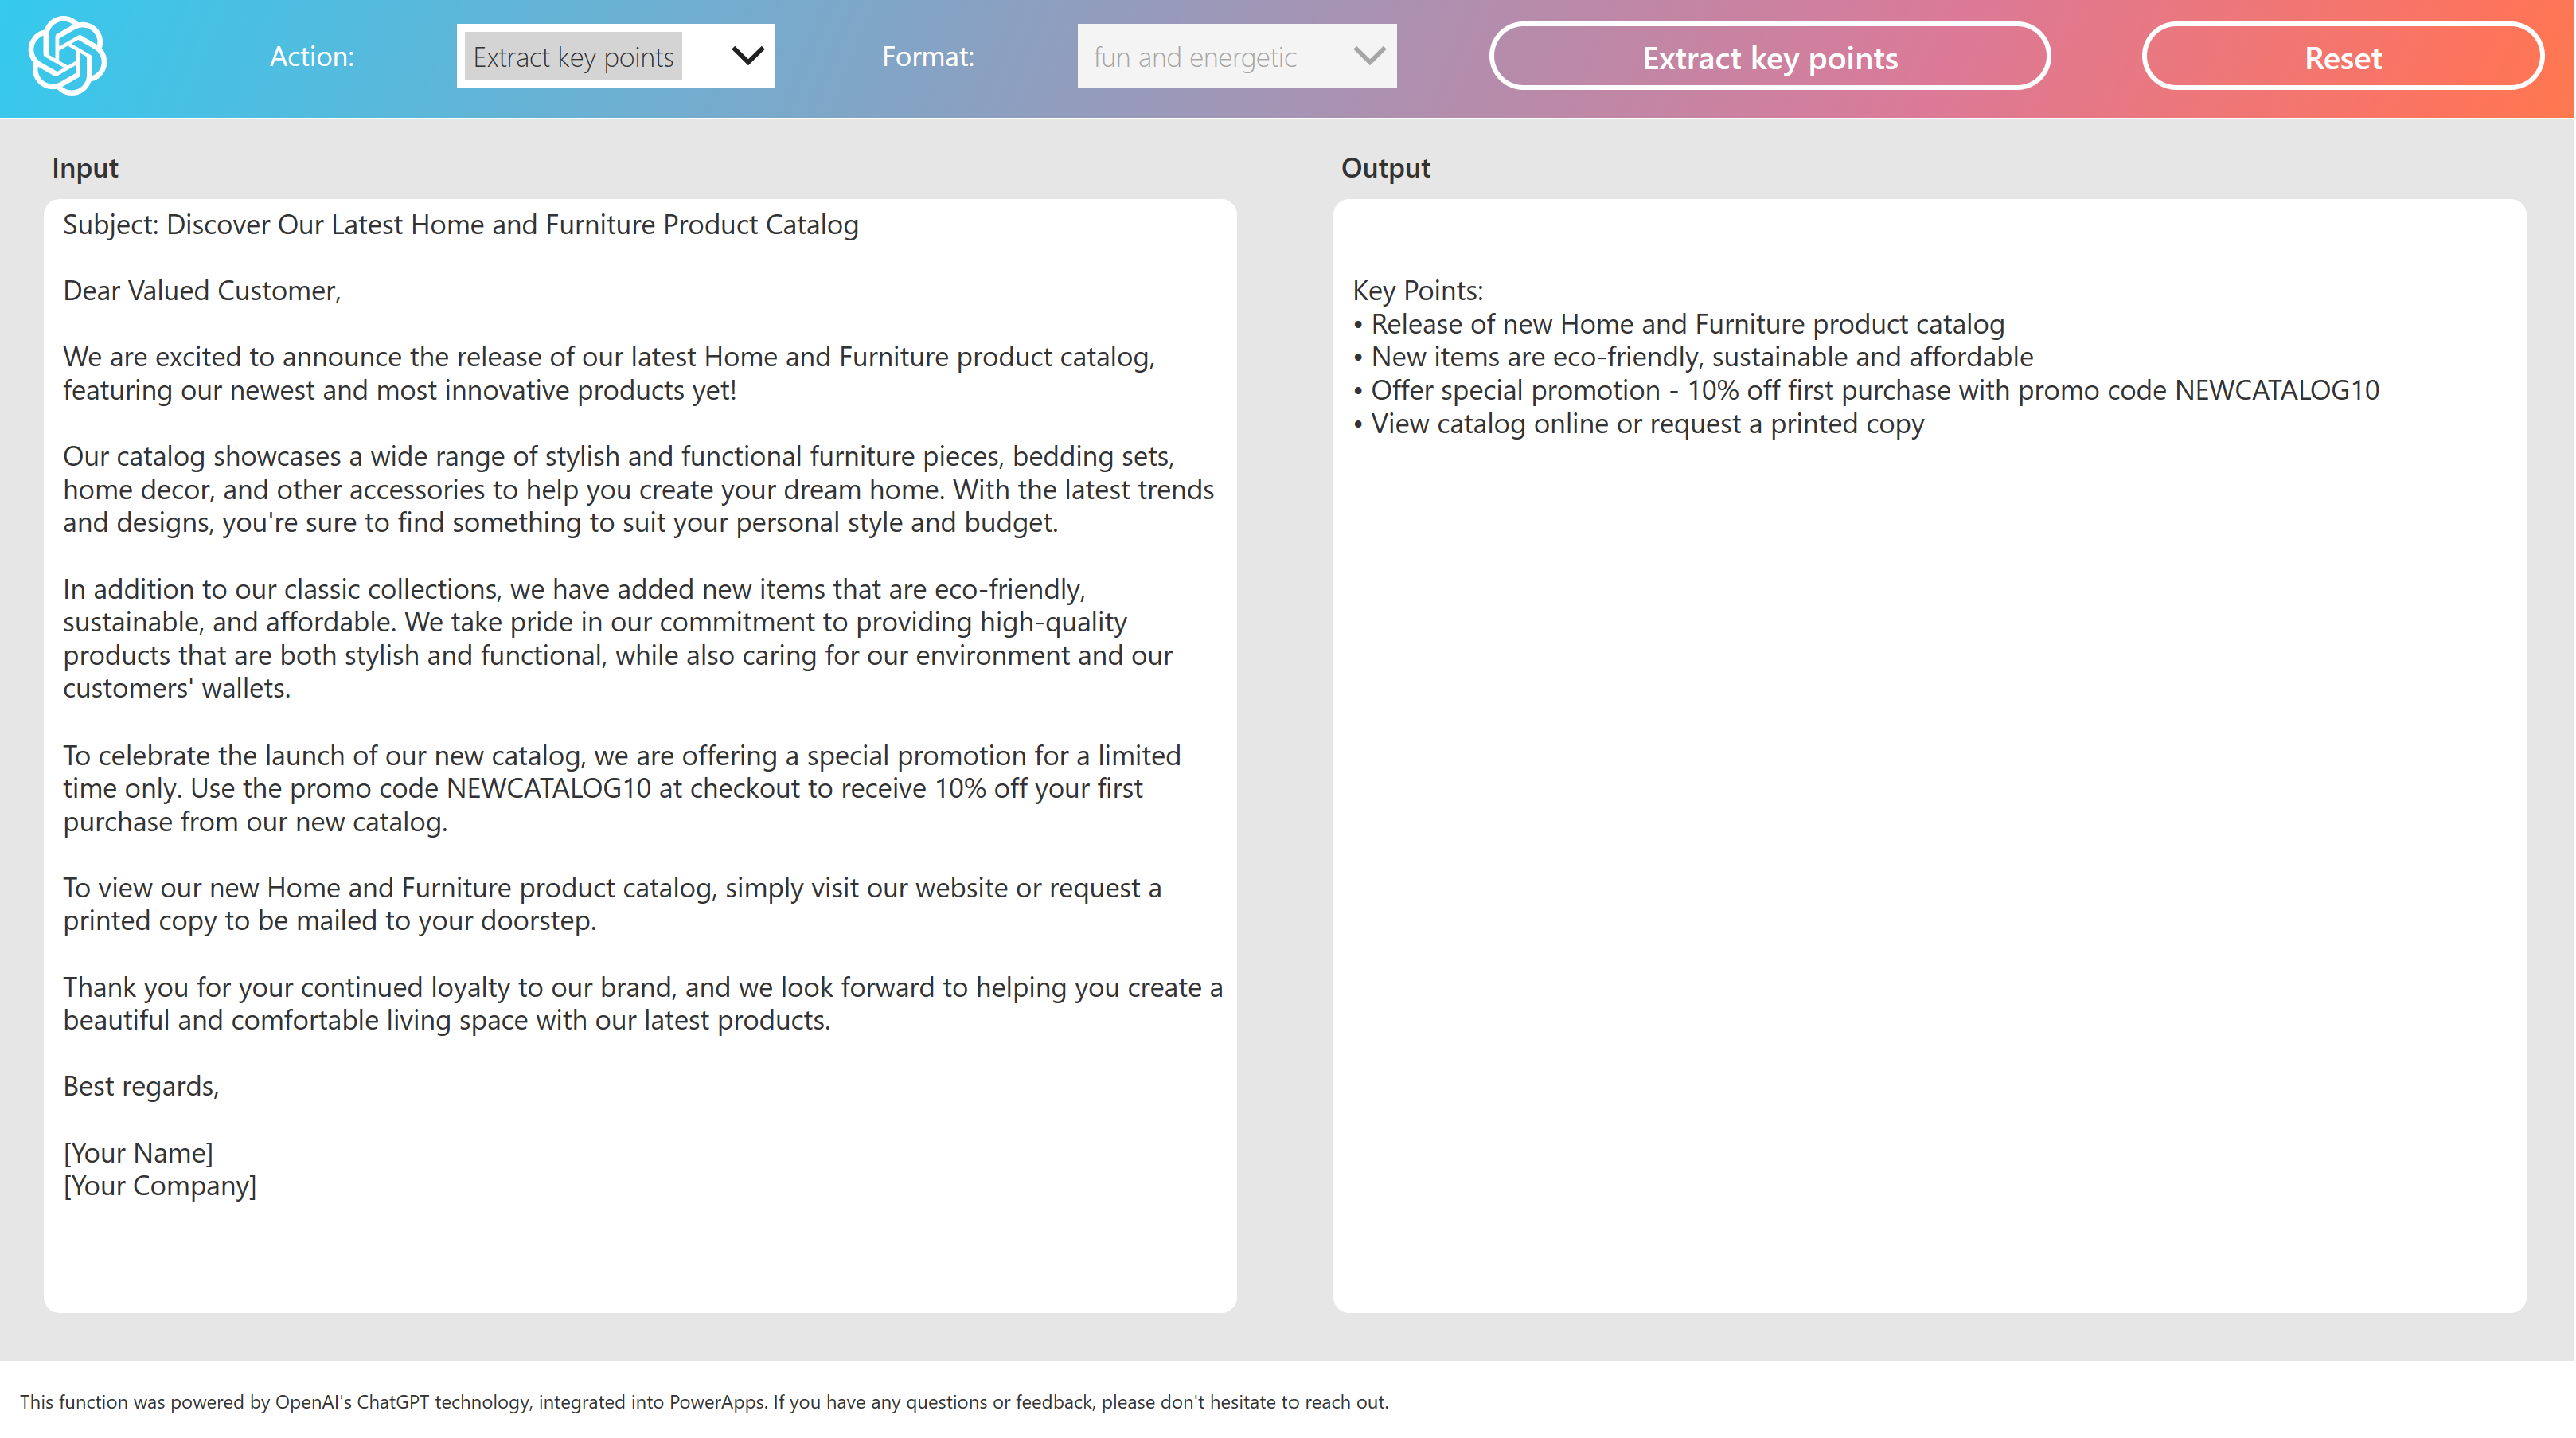 Action:
Extract key points
Format:
fun and energetic
Extract key points
Reset
Input
Subject: Discover Our Latest Home and Furniture Product Catalog
Dear Valued Customer,
We are excited to announce the release of our latest Home and Furniture product catalog,
featuring our newest and most innovative products yet!
Our catalog showcases a wide range of stylish and functional furniture pieces, bedding sets,
home decor, and other accessories to help you create your dream home. With the latest trends
and designs, you're sure to find something to suit your personal style and budget.
In addition to our classic collections, we have added new items that are eco-friendly,
sustainable, and affordable. We take pride in our commitment to providing high-quality
products that are both stylish and functional, while also caring for our environment and our
customers' wallets.
To celebrate the launch of our new catalog, we are offering a special promotion for a limited
time only. Use the promo code NEWCATALOG10 at checkout to receive 10% off your first
purchase from our new catalog.
To view our new Home and Furniture product catalog, simply visit our website or request a
printed copy to be mailed to your doorstep.
Thank you for your continued loyalty to our brand, and we look forward to helping you create a
beautiful and comfortable living space with our latest products.
Best regards,
[Your Name]
[Your Company]
Output
Key Points:
• Release of new Home and Furniture product catalog
• New items are eco-friendly, sustainable and affordable
• Offer special promotion - 10% off first purchase with promo code NEWCATALOG10
• View catalog online or request a printed copy
This function was powered by OpenAI's ChatGPT technology, integrated into PowerApps. If you have any questions or feedback, please don't hesitate to reach out.